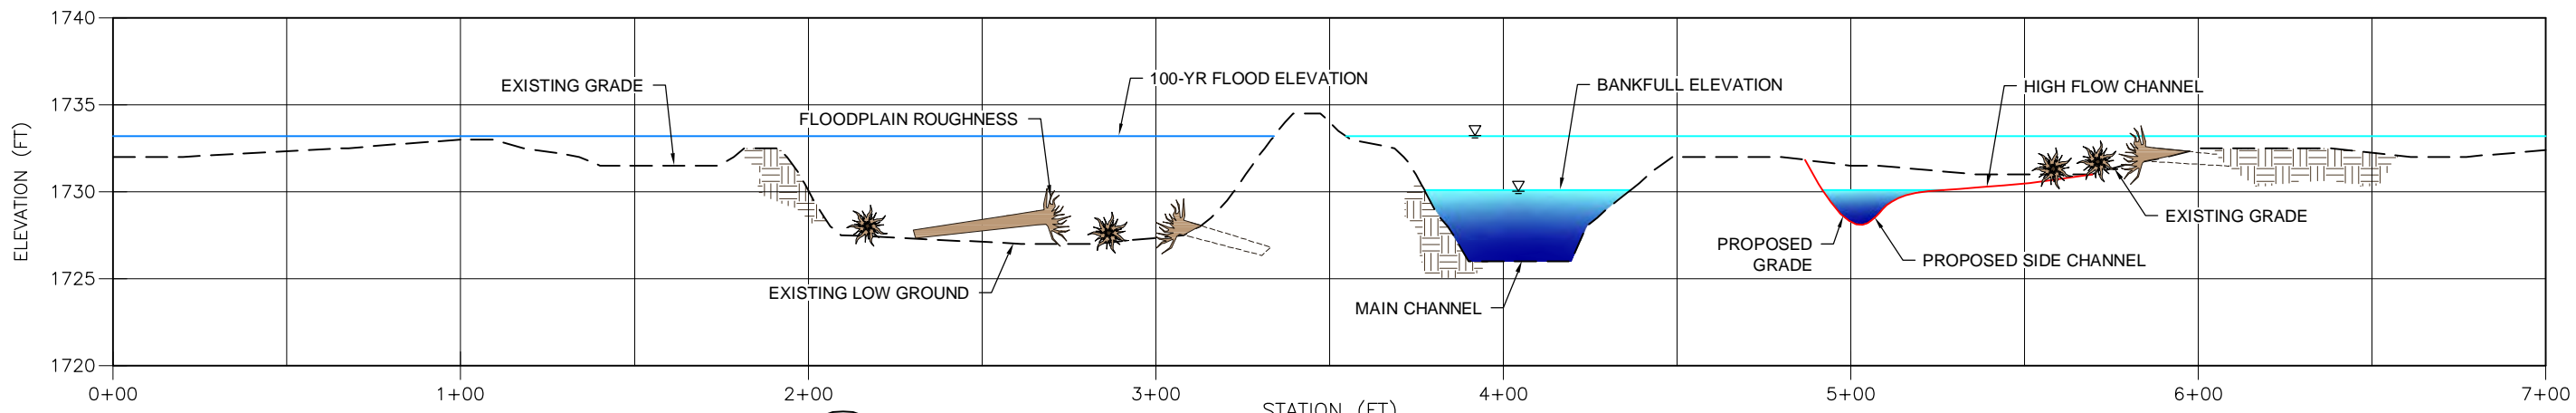 1740
1735
1730
1725
1720
ELEVATION (FT)
EXISTING GRADE
100-YR FLOOD ELEVATION
BANKFULL ELEVATION
HIGH FLOW CHANNEL
FLOODPLAIN ROUGHNESS
EXISTING GRADE
PROPOSED
GRADE
PROPOSED SIDE CHANNEL
EXISTING LOW GROUND
MAIN CHANNEL
0+00 1+00 2+00 3+00 4+00 5+00 6+00 7+00
STATION (FT)